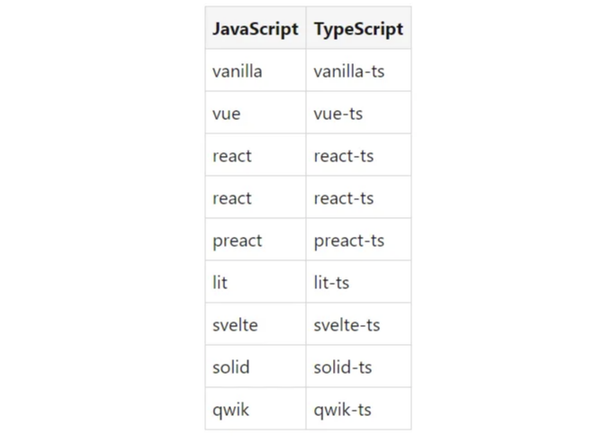 JavaScript TypeScript
vanilla vanilla-ts
vue vue-ts
react react-ts
react react-ts
preact preact-ts
lit lit-ts
svelte svelte-ts
solid solid-ts
qwik qwik-ts